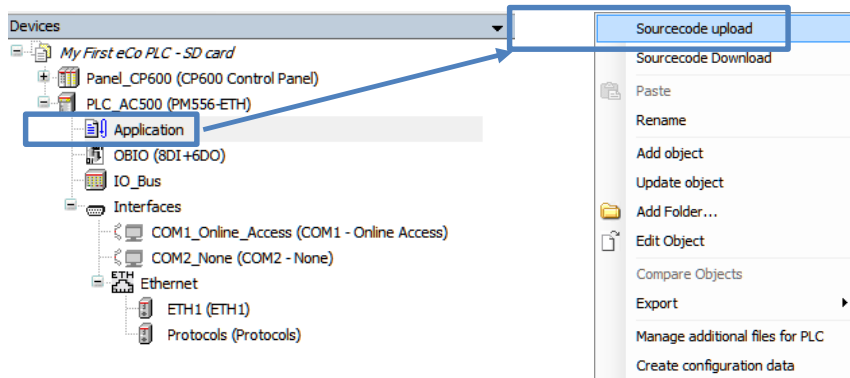 Devices
My First eCo PLC - SD card
Panel_CP600 (CP600 Control Panel)
PLC_AC500 (PM556-ETH)
Application
OBIO (8DI+6DO)
IO_Bus
Interfaces
COM1_Online_Access (COM1 - Online Access)
COM2_None (COM2 - None)
ETH
Ethernet
ETH1 (ETH1)
Protocols (Protocols)
Sourcecode upload
Sourcecode Download
Paste
Rename
Add object
Update object
Add Folder...
Edit Object
Compare Objects
Export
Manage additional files for PLC
Create configuration data